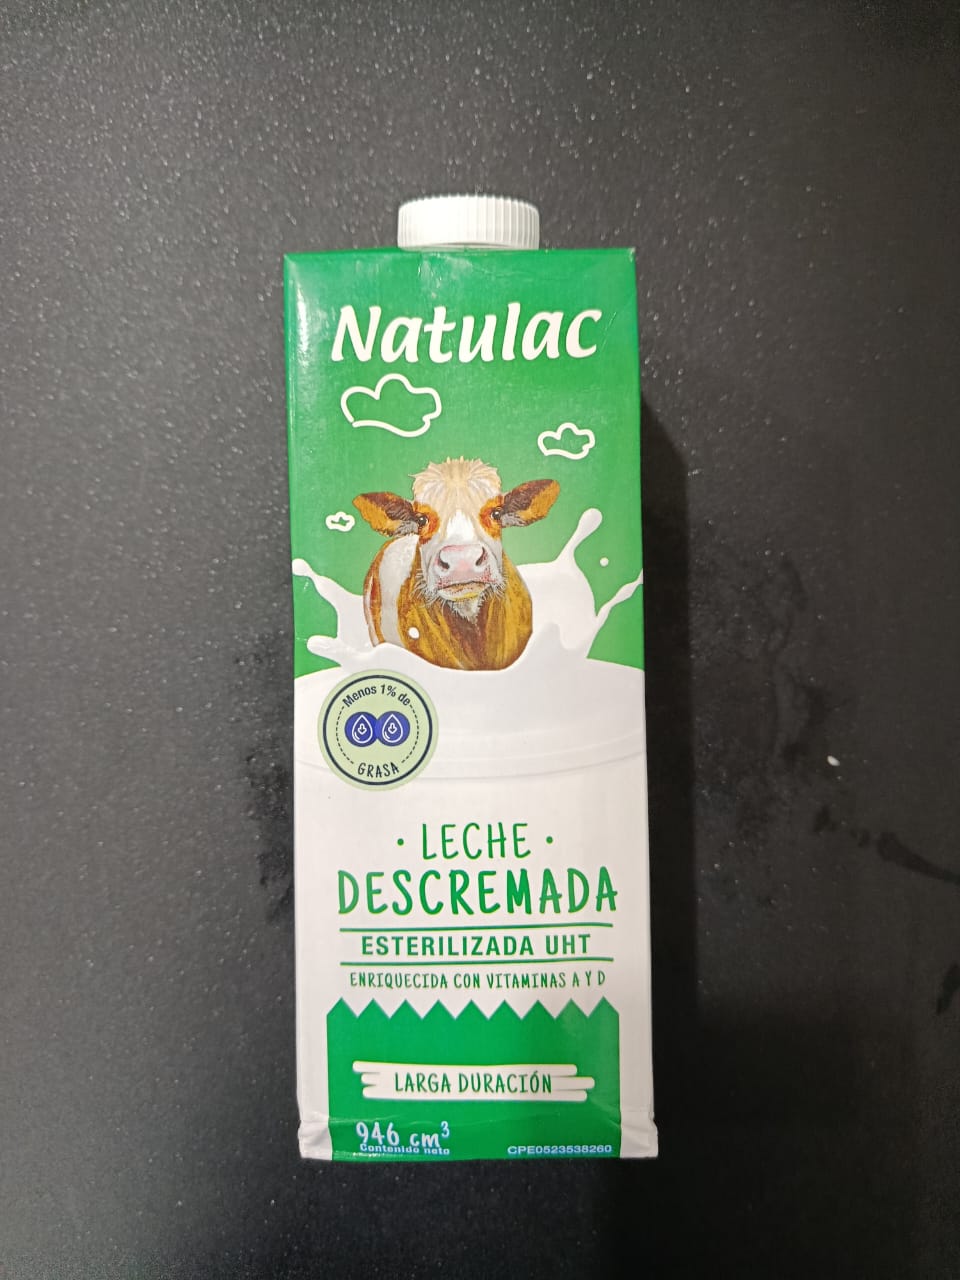 Natulac
Menos 1% de
GRASA
· LECHE ·
DESCREMADA
ESTERILIZADA UHT
ENRIQUECIDA CON VITAMINAS A Y D
LARGA DURACIÓN
946 cm³
Contenido neto
CPE0523538260